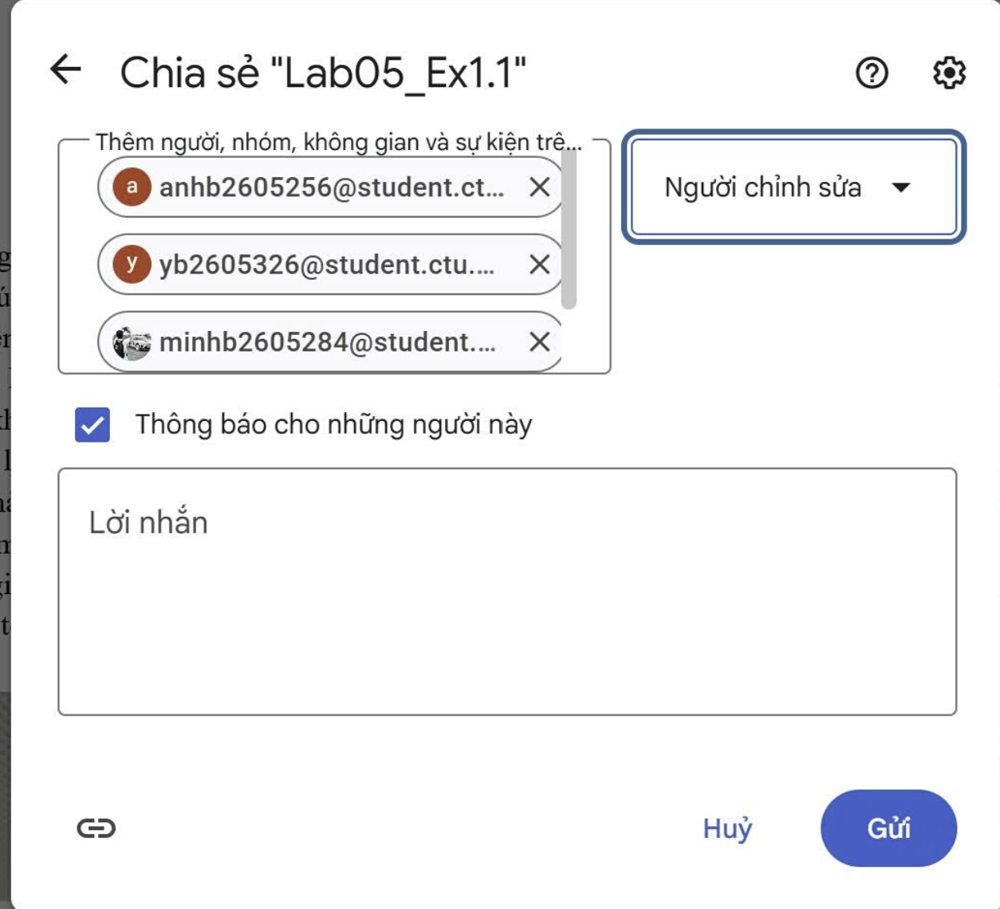 Chia sẻ "Lab05_Ex1.1"
Thêm người, nhóm, không gian và sự kiện trê...
Người chỉnh sửa
a anhb2605256@student.ct...
y yb2605326@student.ctu....
minhb2605284@student....
Thông báo cho những người này
Lời nhắn
Huỷ
Gửi